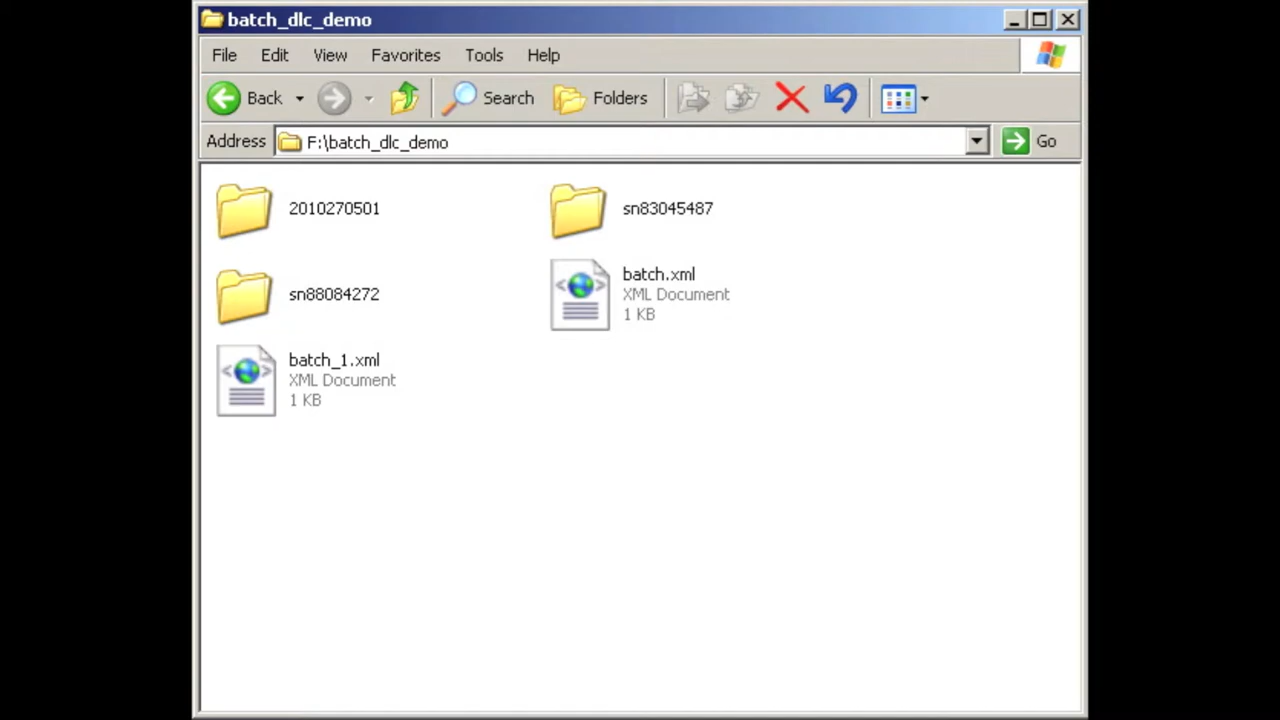 batch_dlc_demo
File Edit View Favorites Tools Help
Back Search Folders
Address F:\batch_dlc_demo Go
2010270501
sn83045487
sn88084272
batch.xml
XML Document
1 KB
batch_1.xml
XML Document
1 KB